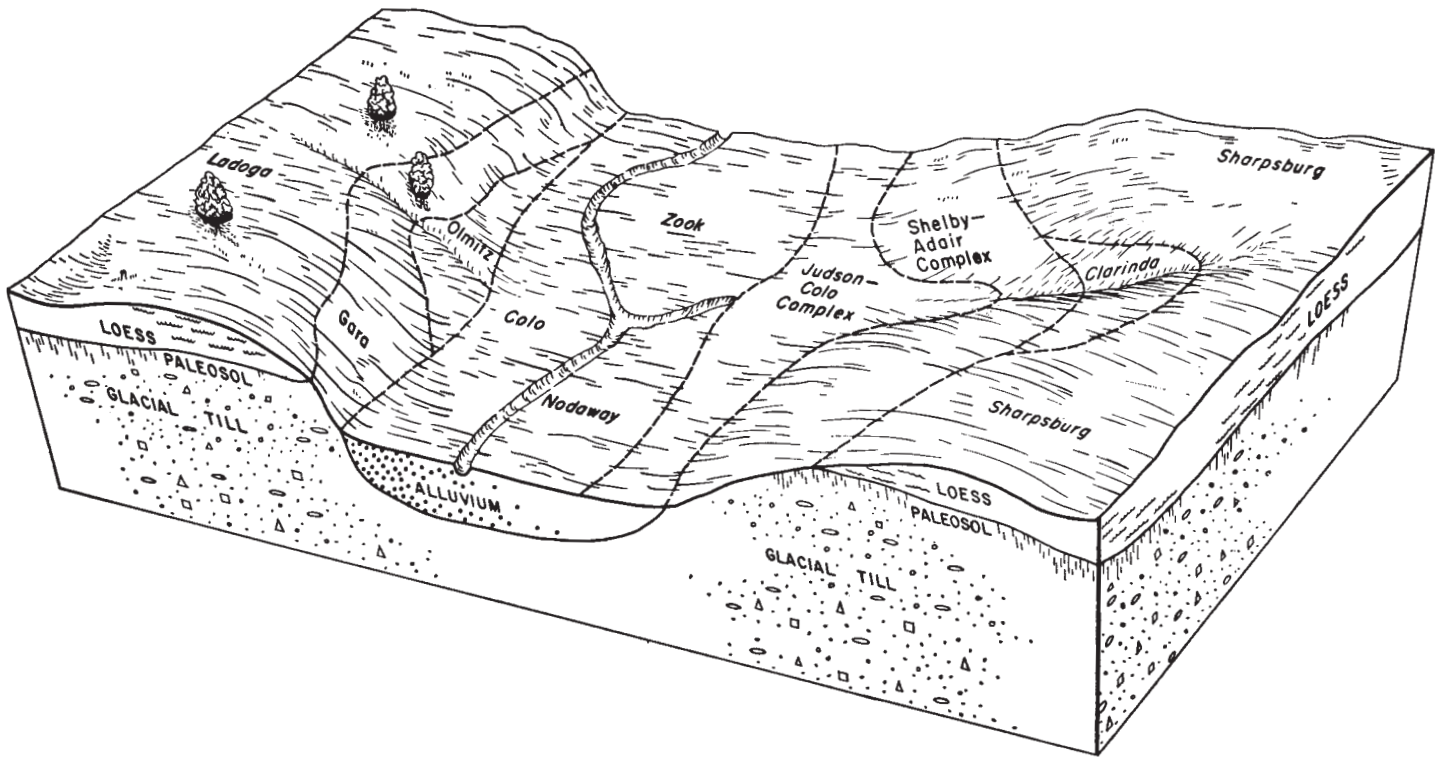 Sharpsburg
Ladoga
Zook
Olmitz
Shelby—
Adair
Complex
Clarinda
Judson—
Colo
Complex
LOESS
Colo
Gara
LOESS
PALEOSOL
GLACIAL TILL
Nodaway
Sharpsburg
ALLUVIUM
LOESS
PALEOSOL
GLACIAL TILL